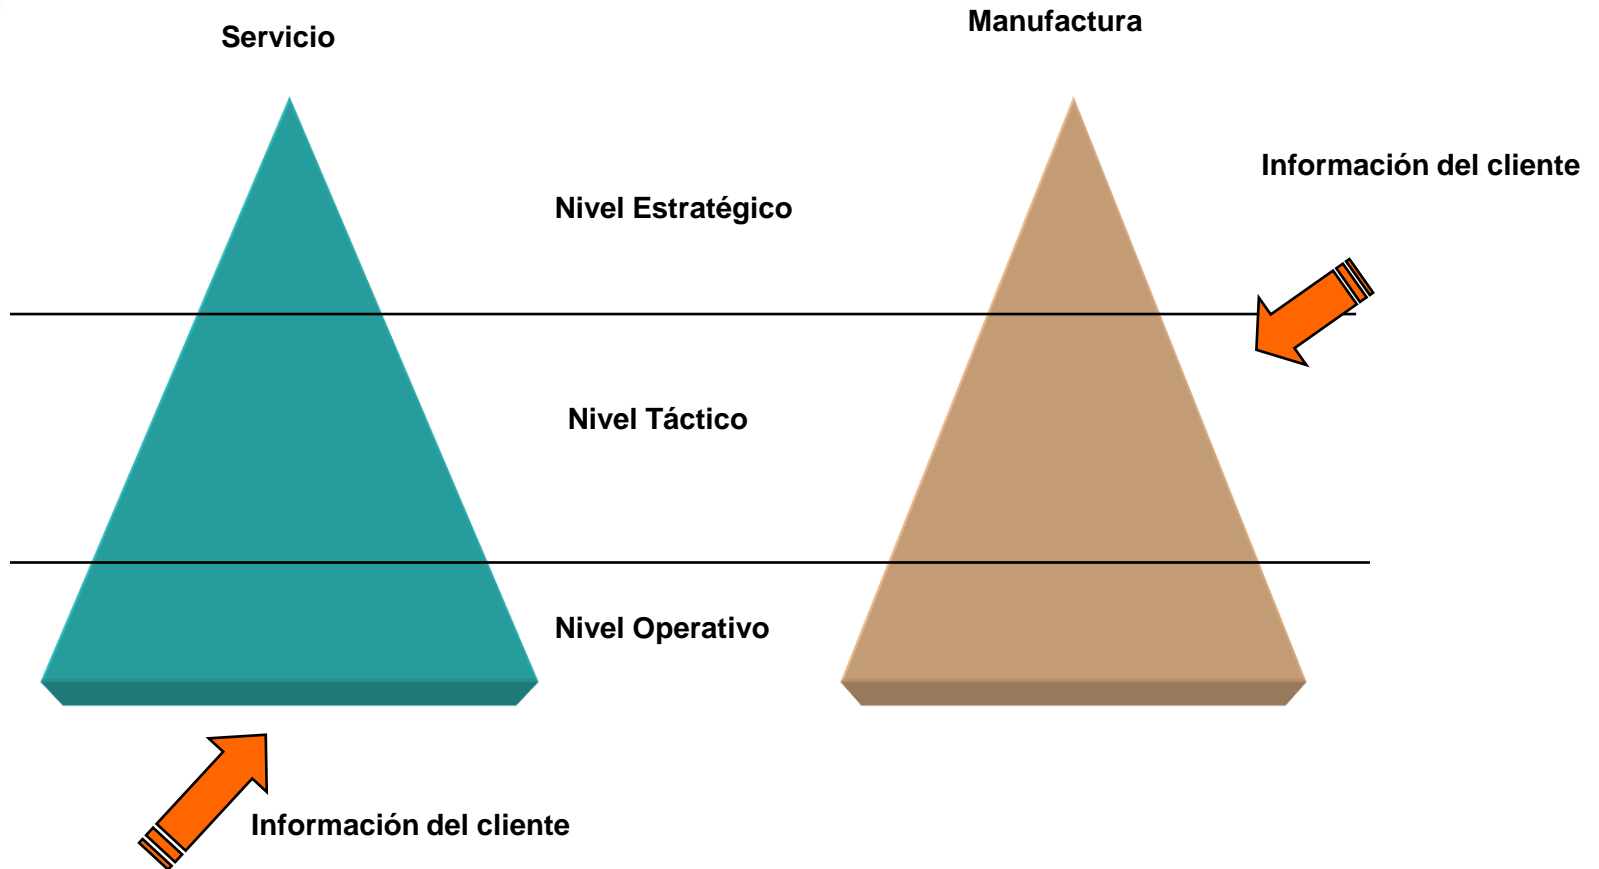 Servicio
Manufactura
Información del cliente
Nivel Estratégico
Nivel Táctico
Nivel Operativo
Información del cliente